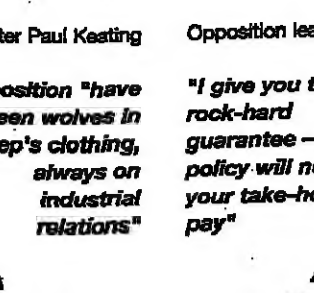 ter Paul Keating
osition "have
een wolves in
ep's clothing,
always on
industrial
relations"
Opposition lea
"I give you t
rock-hard
guarantee –
policy will n
your take-ho
pay"